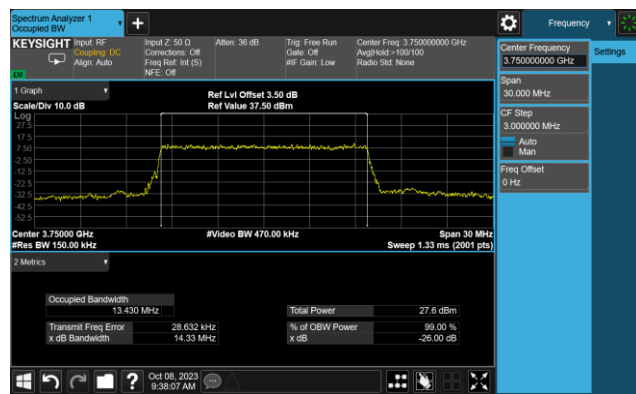 Spectrum Analyzer 1
Occupied BW
+
Frequency
KEYSIGHT
Input: RF
Coupling: DC
Align: Auto
Input Z: 50 Ω
Corrections: Off
Freq Ref: Int (S)
NFE: Off
Atten: 36 dB
Trig: Free Run
Gate: Off
#IF Gain: Low
Center Freq: 3.750000000 GHz
Avg|Hold:>100/100
Radio Std: None
Center Frequency
3.750000000 GHz
Settings
Span
30.000 MHz
CF Step
3.000000 MHz
Auto
Man
Freq Offset
0 Hz
1 Graph
Scale/Div 10.0 dB
Ref Lvl Offset 3.50 dB
Ref Value 37.50 dBm
Log
27.5
17.5
7.50
-2.50
-12.5
-22.5
-32.5
-42.5
-52.5
Center 3.75000 GHz
#Res BW 150.00 kHz
#Video BW 470.00 kHz
Span 30 MHz
Sweep 1.33 ms (2001 pts)
2 Metrics
Occupied Bandwidth
13.430 MHz
Total Power 27.6 dBm
Transmit Freq Error 28.632 kHz
% of OBW Power 99.00 %
x dB Bandwidth 14.33 MHz
x dB -26.00 dB
?
Oct 08, 2023
9:38:07 AM